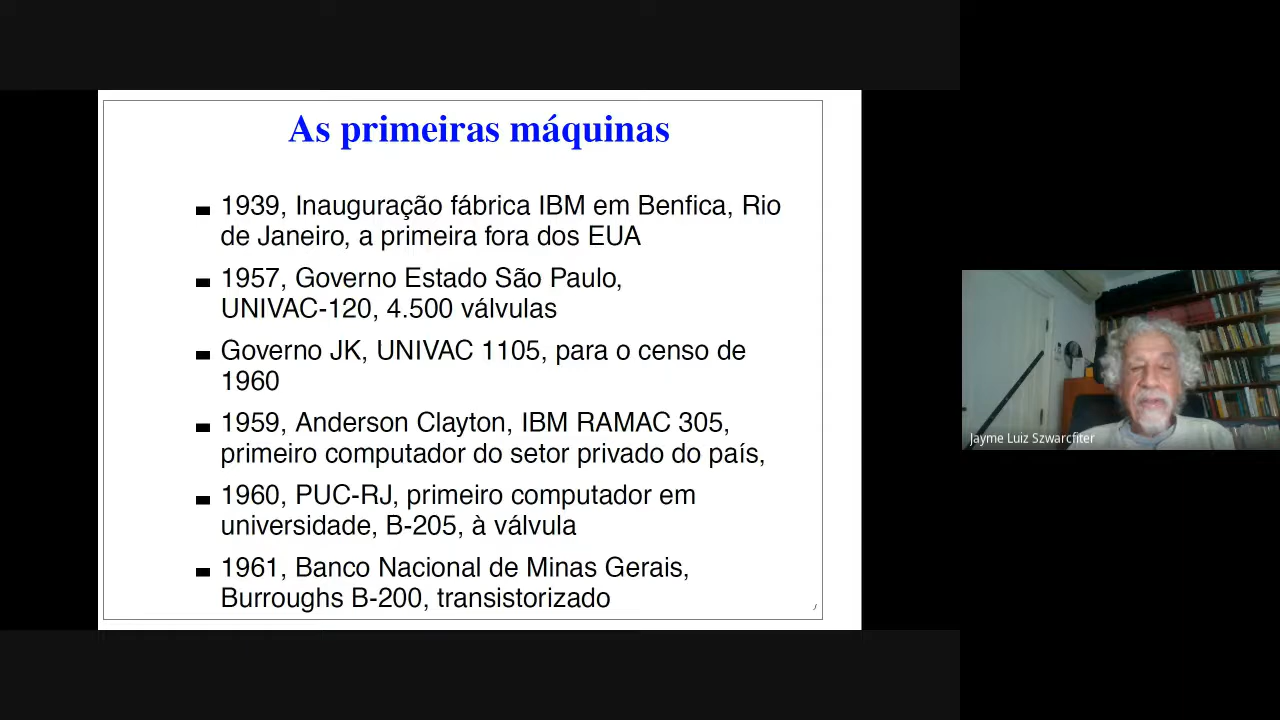 As primeiras máquinas
1939, Inauguração fábrica IBM em Benfica, Rio
de Janeiro, a primeira fora dos EUA
1957, Governo Estado São Paulo,
UNIVAC-120, 4.500 válvulas
Governo JK, UNIVAC 1105, para o censo de
1960
1959, Anderson Clayton, IBM RAMAC 305,
primeiro computador do setor privado do país,
1960, PUC-RJ, primeiro computador em
universidade, B-205, à válvula
1961, Banco Nacional de Minas Gerais,
Burroughs B-200, transistorizado
Jayme Luiz Szwarcfiter